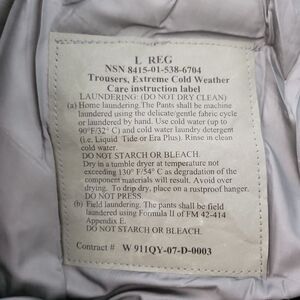 L REG
NSN 8415-01-538-6704
Trousers, Extreme Cold Weather
Care instruction label
LAUNDERING: (DO NOT DRY CLEAN)
(a) Home laundering. The Pants shall be machine
laundered using the delicate/gentle fabric cycle
or laundered by hand. Use cold water (up to
90°F/32° C) and cold water laundry detergent
(i.e. Liquid Tide or Era Plus). Rinse in clean
cold water.
DO NOT STARCH OR BLEACH.
Dry in a tumble dryer at temperature not
exceeding 130° F/54° C as degradation of the
component materials will result. Avoid over
drying. To drip dry, place on a rustproof hanger.
DO NOT PRESS.
(b) Field laundering. The pants shall be field
laundered using Formula II of FM 42-414
Appendix E.
DO NOT STARCH OR BLEACH.
Contract # W 911QY-07-D-0003